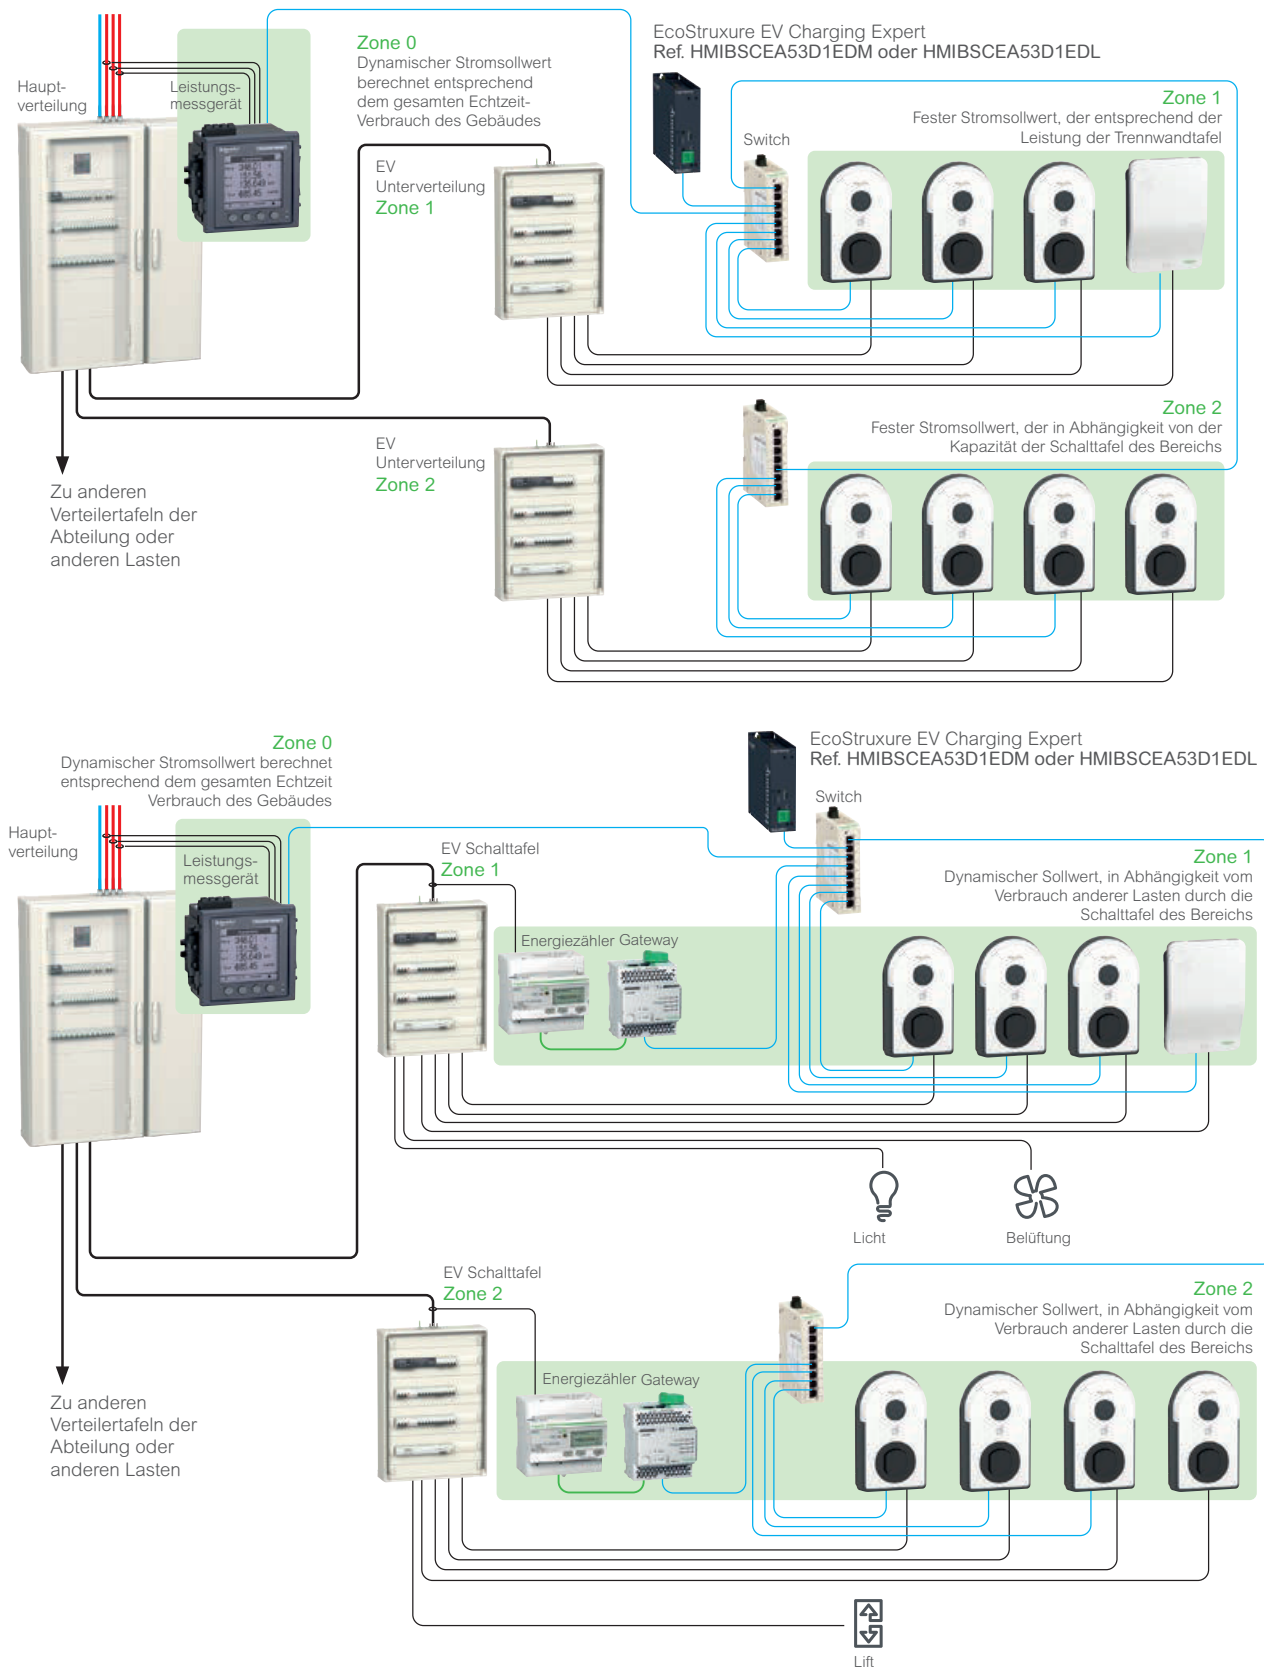 EcoStruxure EV Charging Expert
Ref. HMIBSCEA53D1EDM oder HMIBSCEA53D1EDL
Zone 0
Dynamischer Stromsollwert
berechnet entsprechend
dem gesamten Echtzeit-
Verbrauch des Gebäudes
Haupt-
verteilung
Leistungs-
messgerät
Switch
Zone 1
Fester Stromsollwert, der entsprechend der
Leistung der Trennwandtafel
EV
Unterverteilung
Zone 1
Zone 2
Fester Stromsollwert, der in Abhängigkeit von der
Kapazität der Schalttafel des Bereichs
EV
Unterverteilung
Zone 2
Zu anderen
Verteilertafeln der
Abteilung oder
anderen Lasten
Zone 0
Dynamischer Stromsollwert berechnet
entsprechend dem gesamten Echtzeit
Verbrauch des Gebäudes
EcoStruxure EV Charging Expert
Ref. HMIBSCEA53D1EDM oder HMIBSCEA53D1EDL
Switch
Haupt-
verteilung
Leistungs-
messgerät
EV Schalttafel
Zone 1
Zone 1
Dynamischer Sollwert, in Abhängigkeit vom
Verbrauch anderer Lasten durch die
Schalttafel des Bereichs
Energiezähler Gateway
Licht
Belüftung
EV Schalttafel
Zone 2
Zone 2
Dynamischer Sollwert, in Abhängigkeit vom
Verbrauch anderer Lasten durch die
Schalttafel des Bereichs
Energiezähler Gateway
Zu anderen
Verteilertafeln der
Abteilung oder
anderen Lasten
Lift